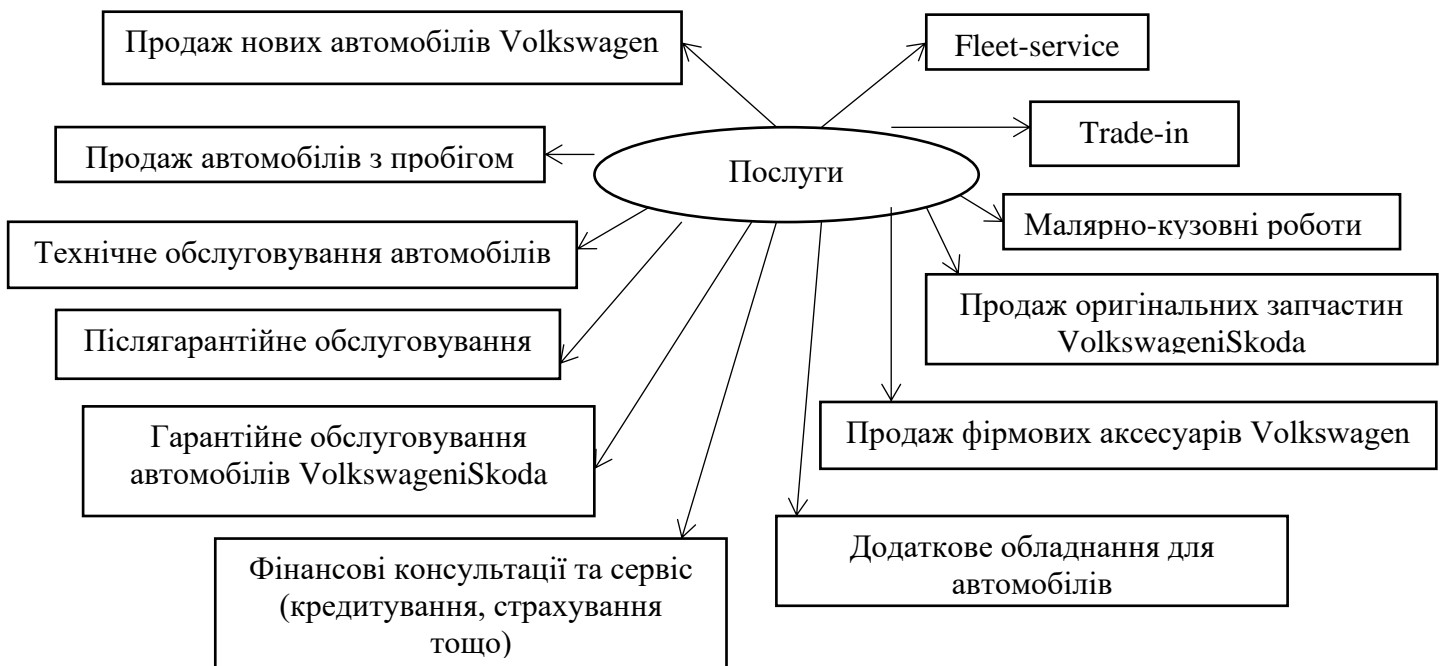 Продаж нових автомобілів Volkswagen
Fleet-service
Trade-in
Продаж автомобілів з пробігом
Послуги
Малярно-кузовні роботи
Технічне обслуговування автомобілів
Продаж оригінальних запчастин
VolkswageniSkoda
Післягарантійне обслуговування
Гарантійне обслуговування
автомобілів VolkswageniSkoda
Продаж фірмових аксесуарів Volkswagen
Додаткове обладнання для
автомобілів
Фінансові консультації та сервіс
(кредитування, страхування
тощо)